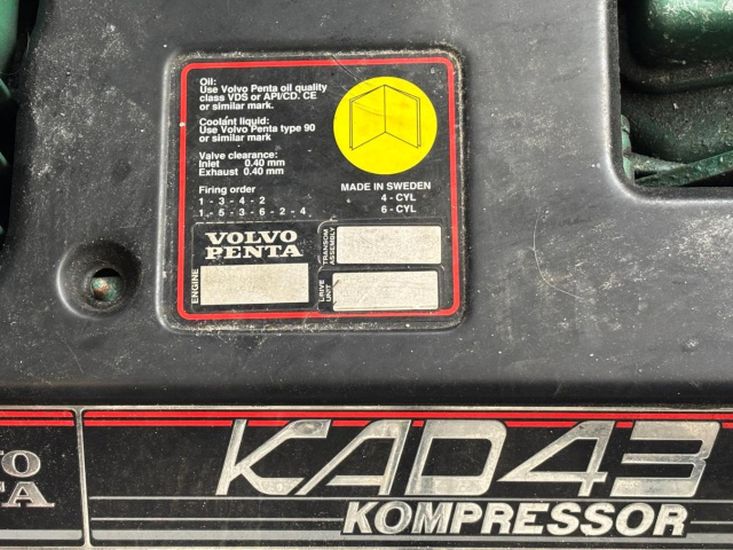 Oil:
Use Volvo Penta oil quality
class VDS or API/CD. CE
or similar mark.
Coolant liquid:
Use Volvo Penta type 90
or similar mark
Valve clearance:
Inlet 0.40 mm
Exhaust 0.40 mm
Firing order
1 - 3 - 4 - 2
1 - 5 - 3 - 6 - 2 - 4
MADE IN SWEDEN
4 - CYL
6 - CYL
VOLVO
PENTA
ENGINE
TRANSOM
ASSEMBLY
DRIVE
UNIT
KAD43
KOMPRESSOR